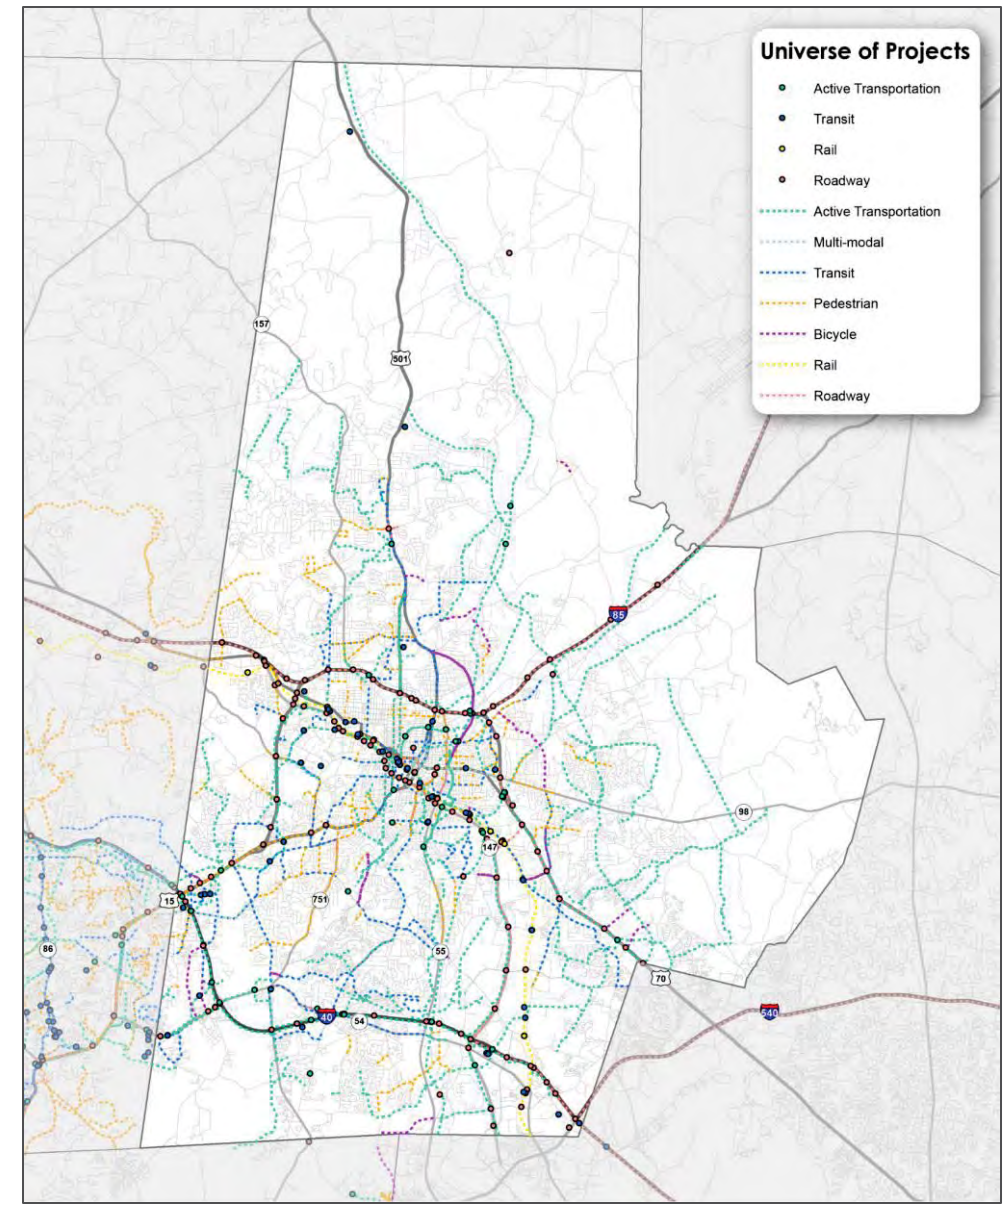 Universe of Projects
Active Transportation
Transit
Rail
Roadway
Active Transportation
Multi-modal
Transit
Pedestrian
Bicycle
Rail
Roadway
157
501
85
98
147
15
751
86
55
70
40
54
540